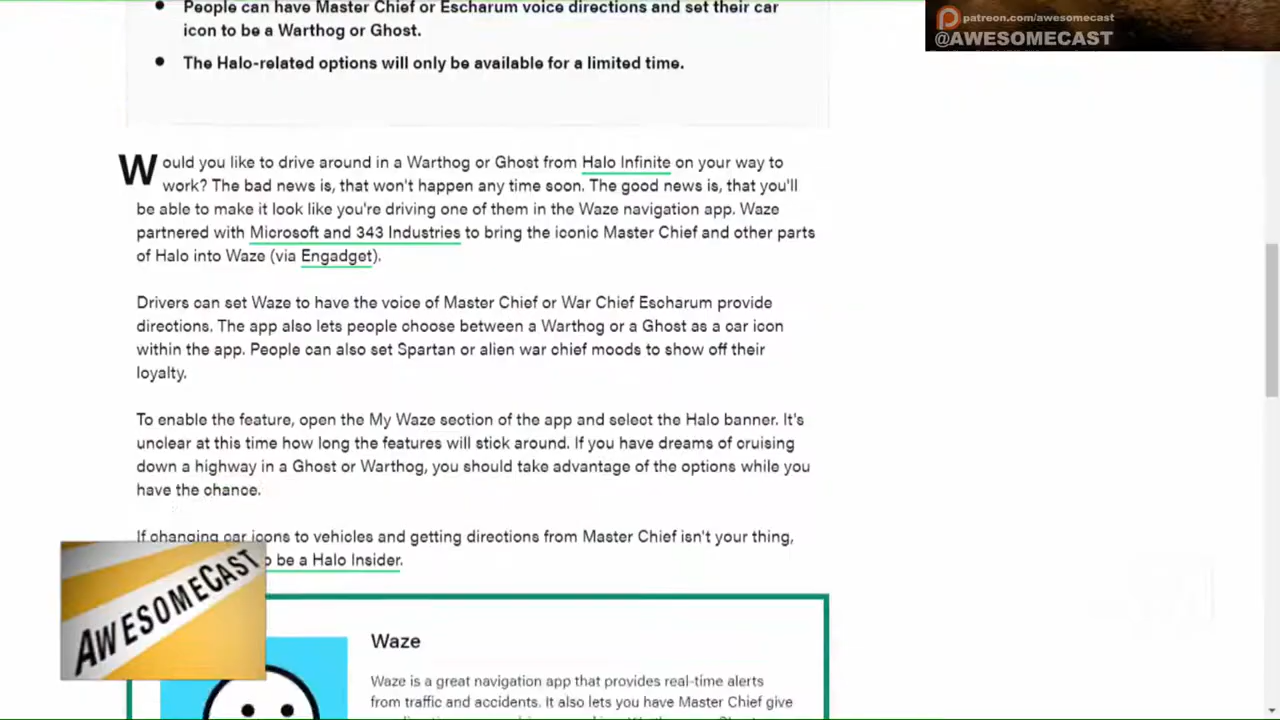 People can have Master Chief or Escharum voice directions and set their car
icon to be a Warthog or Ghost.
The Halo-related options will only be available for a limited time.
patreon.com/awesomecast
@AWESOMECAST
Would you like to drive around in a Warthog or Ghost from Halo Infinite on your way to
work? The bad news is, that won't happen any time soon. The good news is, that you'll
be able to make it look like you're driving one of them in the Waze navigation app. Waze
partnered with Microsoft and 343 Industries to bring the iconic Master Chief and other parts
of Halo into Waze (via Engadget).
Drivers can set Waze to have the voice of Master Chief or War Chief Escharum provide
directions. The app also lets people choose between a Warthog or a Ghost as a car icon
within the app. People can also set Spartan or alien war chief moods to show off their
loyalty.
To enable the feature, open the My Waze section of the app and select the Halo banner. It's
unclear at this time how long the features will stick around. If you have dreams of cruising
down a highway in a Ghost or Warthog, you should take advantage of the options while you
have the chance.
If changing car icons to vehicles and getting directions from Master Chief isn't your thing,
be a Halo Insider.
AWESOMECAST
Waze
Waze is a great navigation app that provides real-time alerts
from traffic and accidents. It also lets you have Master Chief give